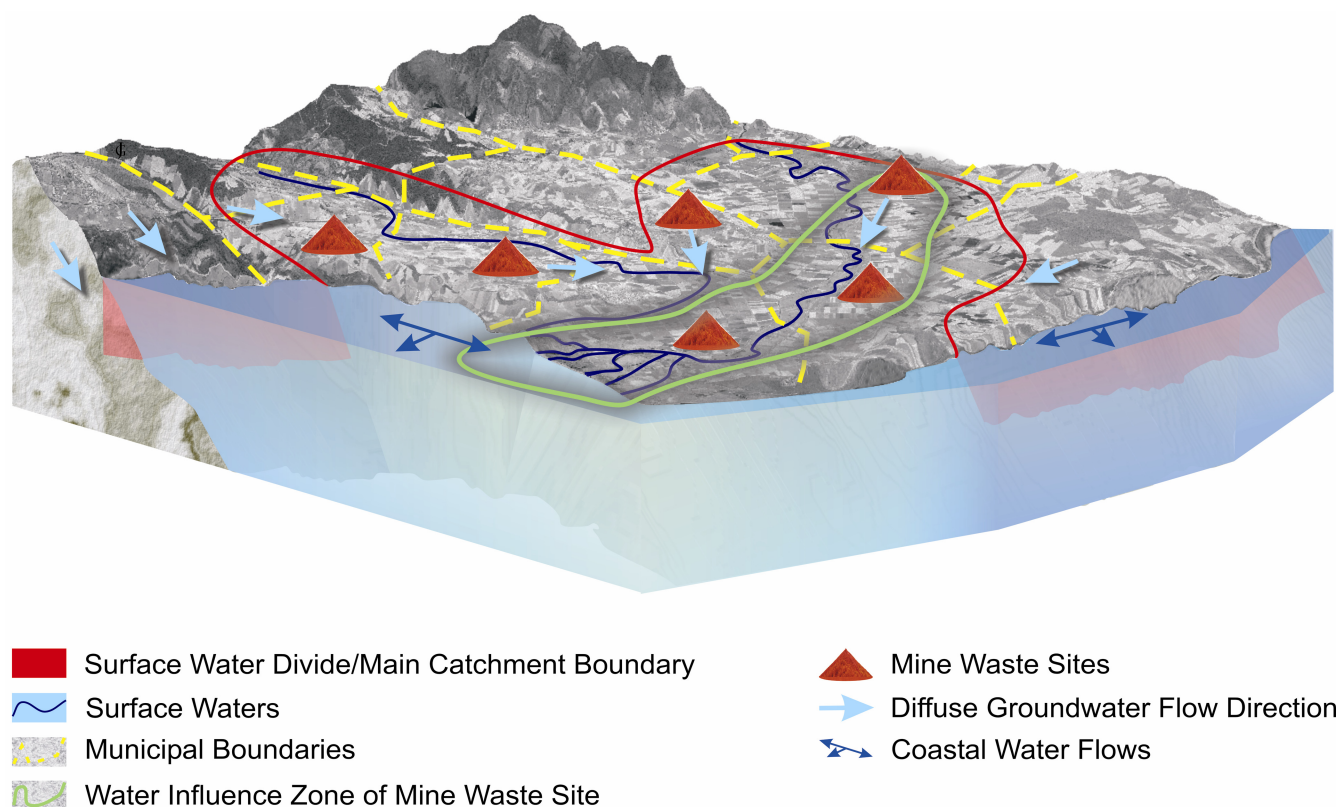 Surface Water Divide/Main Catchment Boundary
Surface Waters
Municipal Boundaries
Water Influence Zone of Mine Waste Site
Mine Waste Sites
Diffuse Groundwater Flow Direction
Coastal Water Flows